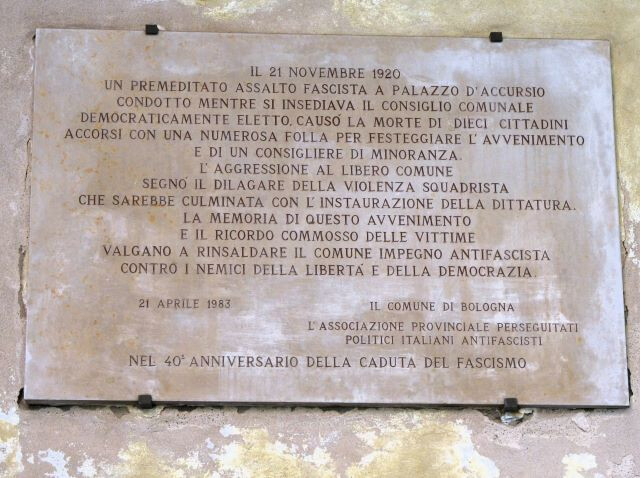 IL 21 NOVEMBRE 1920
UN PREMEDITATO ASSALTO FASCISTA A PALAZZO D'ACCURSIO
CONDOTTO MENTRE SI INSEDIAVA IL CONSIGLIO COMUNALE
DEMOCRATICAMENTE ELETTO, CAUSO' LA MORTE DI DIECI CITTADINI
ACCORSI CON UNA NUMEROSA FOLLA PER FESTEGGIARE L'AVVENIMENTO
E DI UN CONSIGLIERE DI MINORANZA.
L'AGGRESSIONE AL LIBERO COMUNE
SEGNO' IL DILAGARE DELLA VIOLENZA SQUADRISTA
CHE SAREBBE CULMINATA CON L'INSTAURAZIONE DELLA DITTATURA.
LA MEMORIA DI QUESTO AVVENIMENTO
E IL RICORDO COMMOSSO DELLE VITTIME
VALGANO A RINSALDARE IL COMUNE IMPEGNO ANTIFASCISTA
CONTRO I NEMICI DELLA LIBERTA' E DELLA DEMOCRAZIA.
21 APRILE 1983
IL COMUNE DI BOLOGNA
L'ASSOCIAZIONE PROVINCIALE PERSEGUITATI
POLITICI ITALIANI ANTIFASCISTI
NEL 40° ANNIVERSARIO DELLA CADUTA DEL FASCISMO